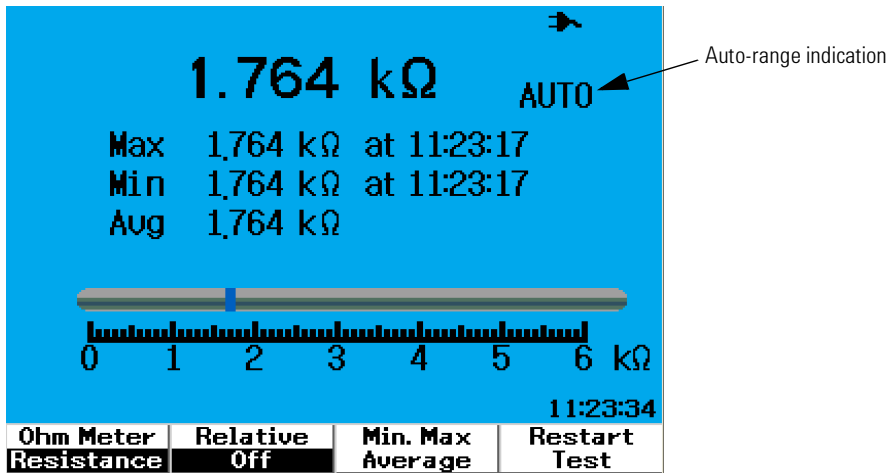 1.764 kΩ
AUTO
Auto-range indication
Max 1.764 kΩ at 11:23:17
Min 1.764 kΩ at 11:23:17
Avg 1.764 kΩ
0 1 2 3 4 5 6 kΩ
11:23:34
Ohm Meter Relative Min. Max Restart
Resistance Off Average Test